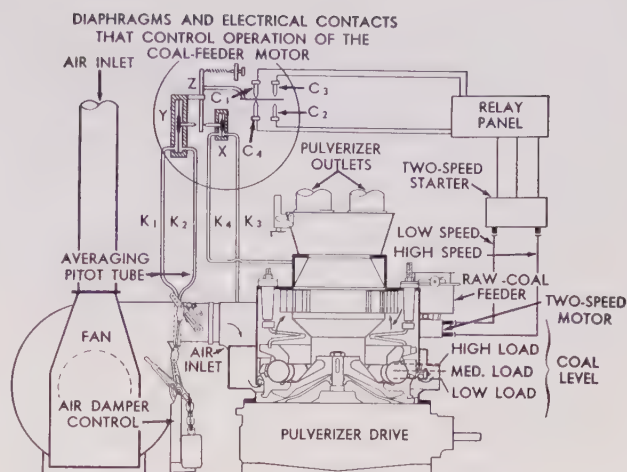 DIAPHRAGMS AND ELECTRICAL CONTACTS
THAT CONTROL OPERATION OF THE
COAL-FEEDER MOTOR
AIR INLET
Z
C1
C3
Y
C2
X
C4
RELAY
PANEL
PULVERIZER
OUTLETS
TWO-SPEED
STARTER
K1
K2
K4
K3
LOW SPEED
HIGH SPEED
AVERAGING
PITOT TUBE
RAW-COAL
FEEDER
TWO-SPEED
MOTOR
FAN
AIR
INLET
HIGH LOAD
MED. LOAD
LOW LOAD
COAL
LEVEL
AIR DAMPER
CONTROL
PULVERIZER DRIVE